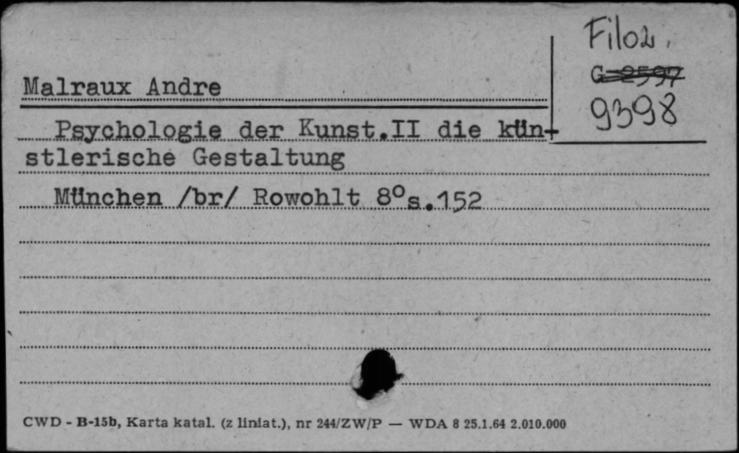 Filoz.
G-2597
9398
Malraux Andre
Psychologie der Kunst.II die kün-
stlerische Gestaltung
München /br/ Rowohlt 8°s.152
CWD - B-15b, Karta katal. (z liniat.), nr 244/ZW/P — WDA 8 25.1.64 2.010.000